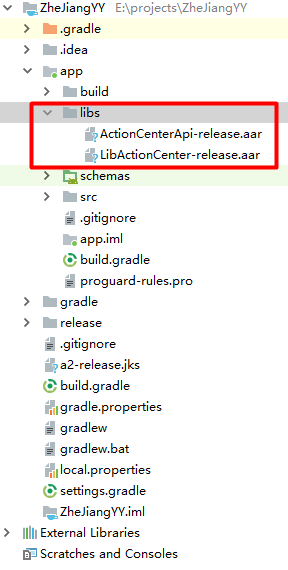 ZheJiangYY E:\projects\ZheJiangYY
.gradle
.idea
app
build
libs
ActionCenterApi-release.aar
LibActionCenter-release.aar
schemas
src
.gitignore
app.iml
build.gradle
proguard-rules.pro
gradle
release
.gitignore
a2-release.jks
build.gradle
gradle.properties
gradlew
gradlew.bat
local.properties
settings.gradle
ZheJiangYY.iml
External Libraries
Scratches and Consoles